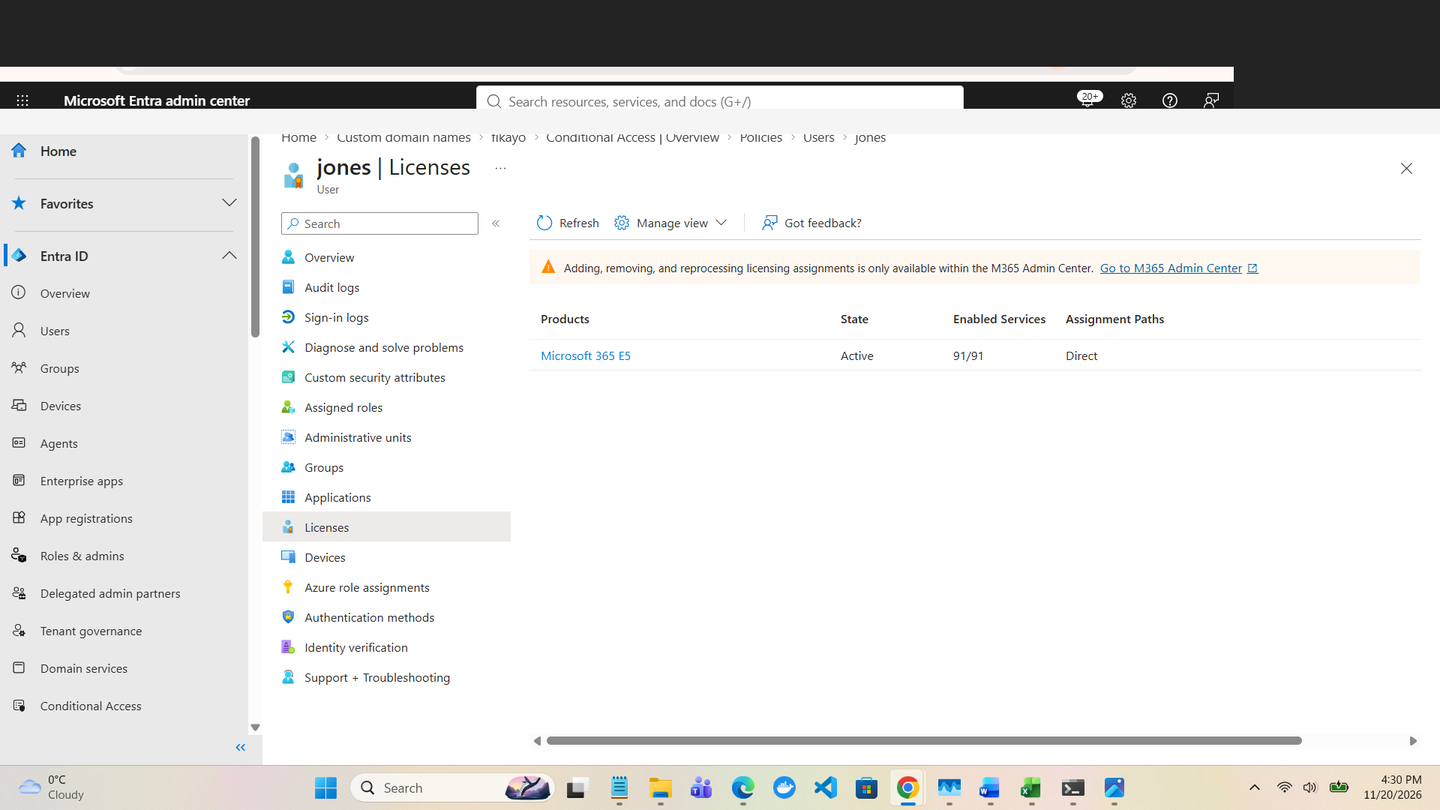 Microsoft Entra admin center
Search resources, services, and docs (G+/)
20+
Home > Custom domain names > fikayo > Conditional Access | Overview > Policies > Users > jones
Home
Favorites
Entra ID
Overview
Users
Groups
Devices
Agents
Enterprise apps
App registrations
Roles & admins
Delegated admin partners
Tenant governance
Domain services
Conditional Access
jones | Licenses
...
User
Search
Overview
Audit logs
Sign-in logs
Diagnose and solve problems
Custom security attributes
Assigned roles
Administrative units
Groups
Applications
Licenses
Devices
Azure role assignments
Authentication methods
Identity verification
Support + Troubleshooting
Refresh
Manage view
Got feedback?
Adding, removing, and reprocessing licensing assignments is only available within the M365 Admin Center. Go to M365 Admin Center
Products State Enabled Services Assignment Paths
Microsoft 365 E5 Active 91/91 Direct
0°C
Cloudy
Search
4:30 PM
11/20/2026